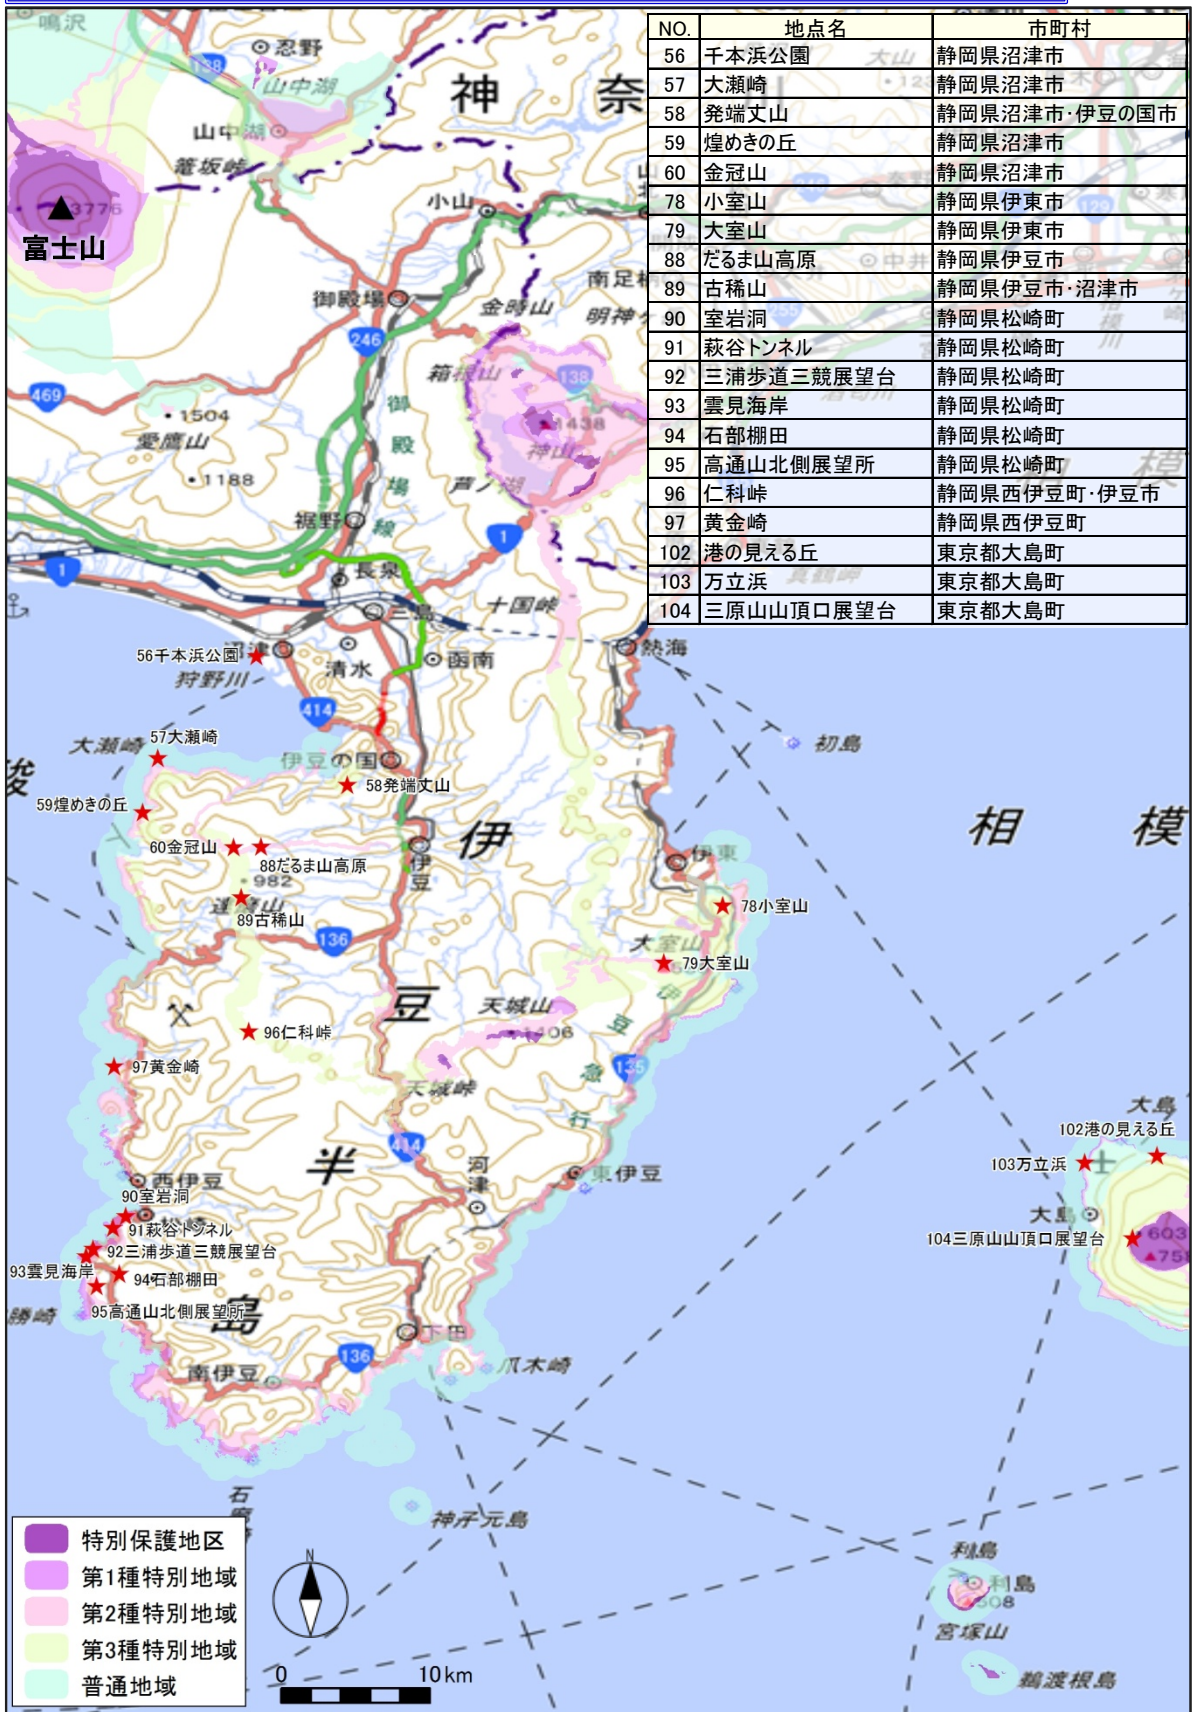 NO. 地点名 市町村
56 千本浜公園 静岡県沼津市
57 大瀬崎 静岡県沼津市
58 発端丈山 静岡県沼津市・伊豆の国市
59 煌めきの丘 静岡県沼津市
60 金冠山 静岡県沼津市
78 小室山 静岡県伊東市
79 大室山 静岡県伊東市
88 だるま山高原 静岡県伊豆市
89 古稀山 静岡県伊豆市・沼津市
90 室岩洞 静岡県松崎町
91 萩谷トンネル 静岡県松崎町
92 三浦歩道三競展望台 静岡県松崎町
93 雲見海岸 静岡県松崎町
94 石部棚田 静岡県松崎町
95 高通山北側展望所 静岡県松崎町
96 仁科峠 静岡県西伊豆町・伊豆市
97 黄金崎 静岡県西伊豆町
102 港の見える丘 東京都大島町
103 万立浜 東京都大島町
104 三原山山頂口展望台 東京都大島町
鳴沢
忍野
138
山中湖
山中湖
籠坂峠
神
奈
3776
富士山
小山
南足柄
御殿場
金時山
明神ヶ
246
469
箱根山
138
1504
愛鷹山
1438
神山
1188
御殿場線
芦ノ湖
裾野
1
1
長泉
十国峠
真鶴岬
三島
沼津
56千本浜公園
清水
函南
熱海
狩野川
414
初島
大瀬崎
57大瀬崎
伊豆の国
58発端丈山
駿
59煌めきの丘
伊
相
模
60金冠山
88だるま山高原
伊豆
伊東
982
達磨山
89古稀山
78小室山
136
大室山
79大室山
豆
天城山
1406
伊豆急行
96仁科峠
97黄金崎
135
天城峠
大島
102港の見える丘
414
半
河津
103万立浜
東伊豆
西伊豆
90室岩洞
91萩谷トンネル
大島
104三原山山頂口展望台
603
758
92三浦歩道三競展望台
93雲見海岸
94石部棚田
95高通山北側展望所
勝崎
島
下田
136
爪木崎
南伊豆
神子元島
利島
利島
508
宮塚山
鵜渡根島
特別保護地区
第1種特別地域
第2種特別地域
第3種特別地域
普通地域
N
0 10km